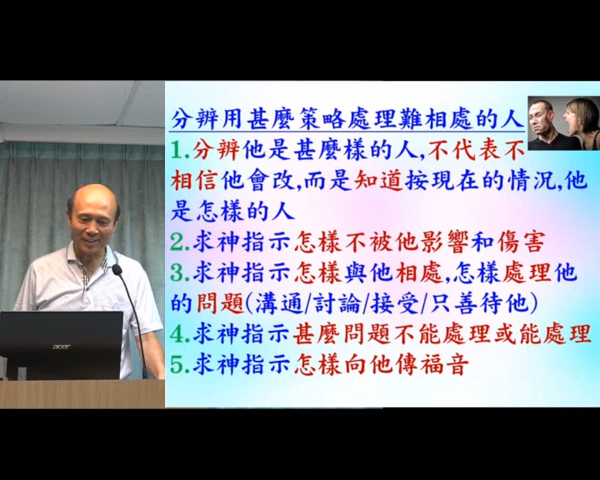 分辨用甚麼策略處理難相處的人
1.分辨他是甚麼樣的人,不代表不
相信他會改,而是知道按現在的情況,他
是怎樣的人
2.求神指示怎樣不被他影響和傷害
3.求神指示怎樣與他相處,怎樣處理他
的問題(溝通/討論/接受/只善待他)
4.求神指示甚麼問題不能處理或能處理
5.求神指示怎樣向他傳福音
acer